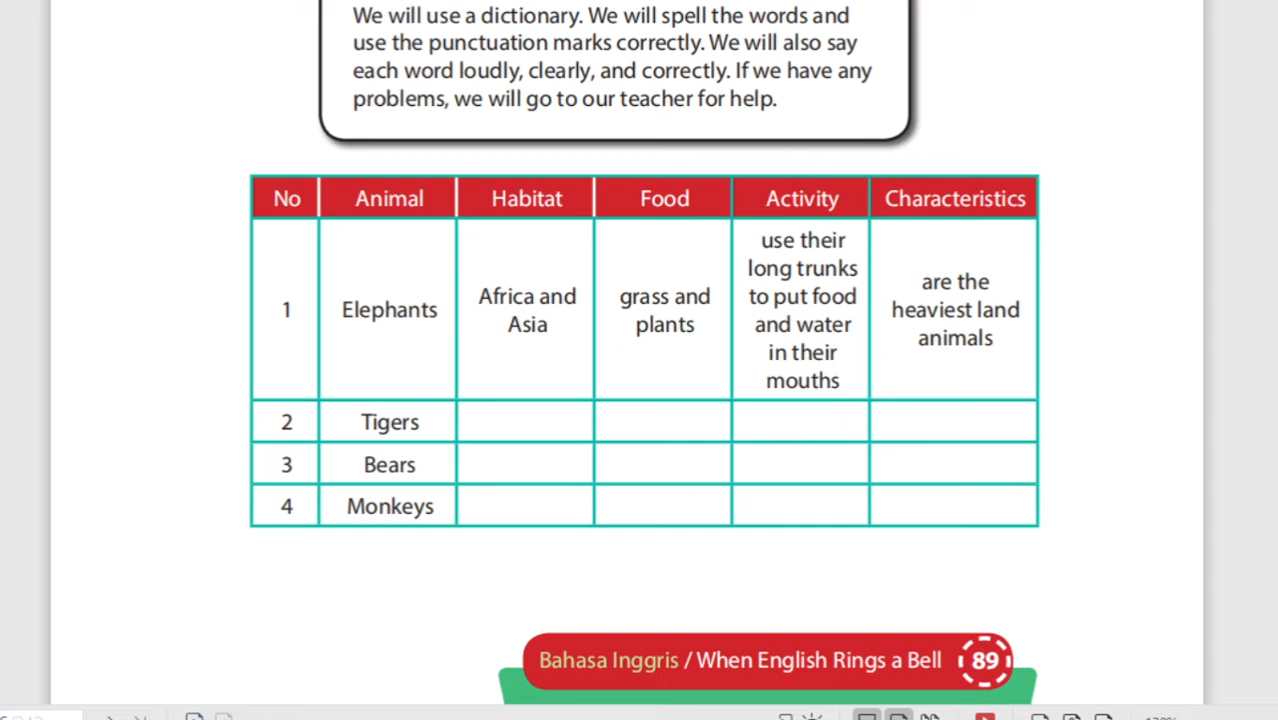 We will use a dictionary. We will spell the words and
use the punctuation marks correctly. We will also say
each word loudly, clearly, and correctly. If we have any
problems, we will go to our teacher for help.
No Animal Habitat Food Activity Characteristics
1 Elephants
Africa and
Asia
grass and
plants
use their
long trunks
to put food
and water
in their
mouths
are the
heaviest land
animals
2 Tigers
3 Bears
4 Monkeys
Bahasa Inggris / When English Rings a Bell 89